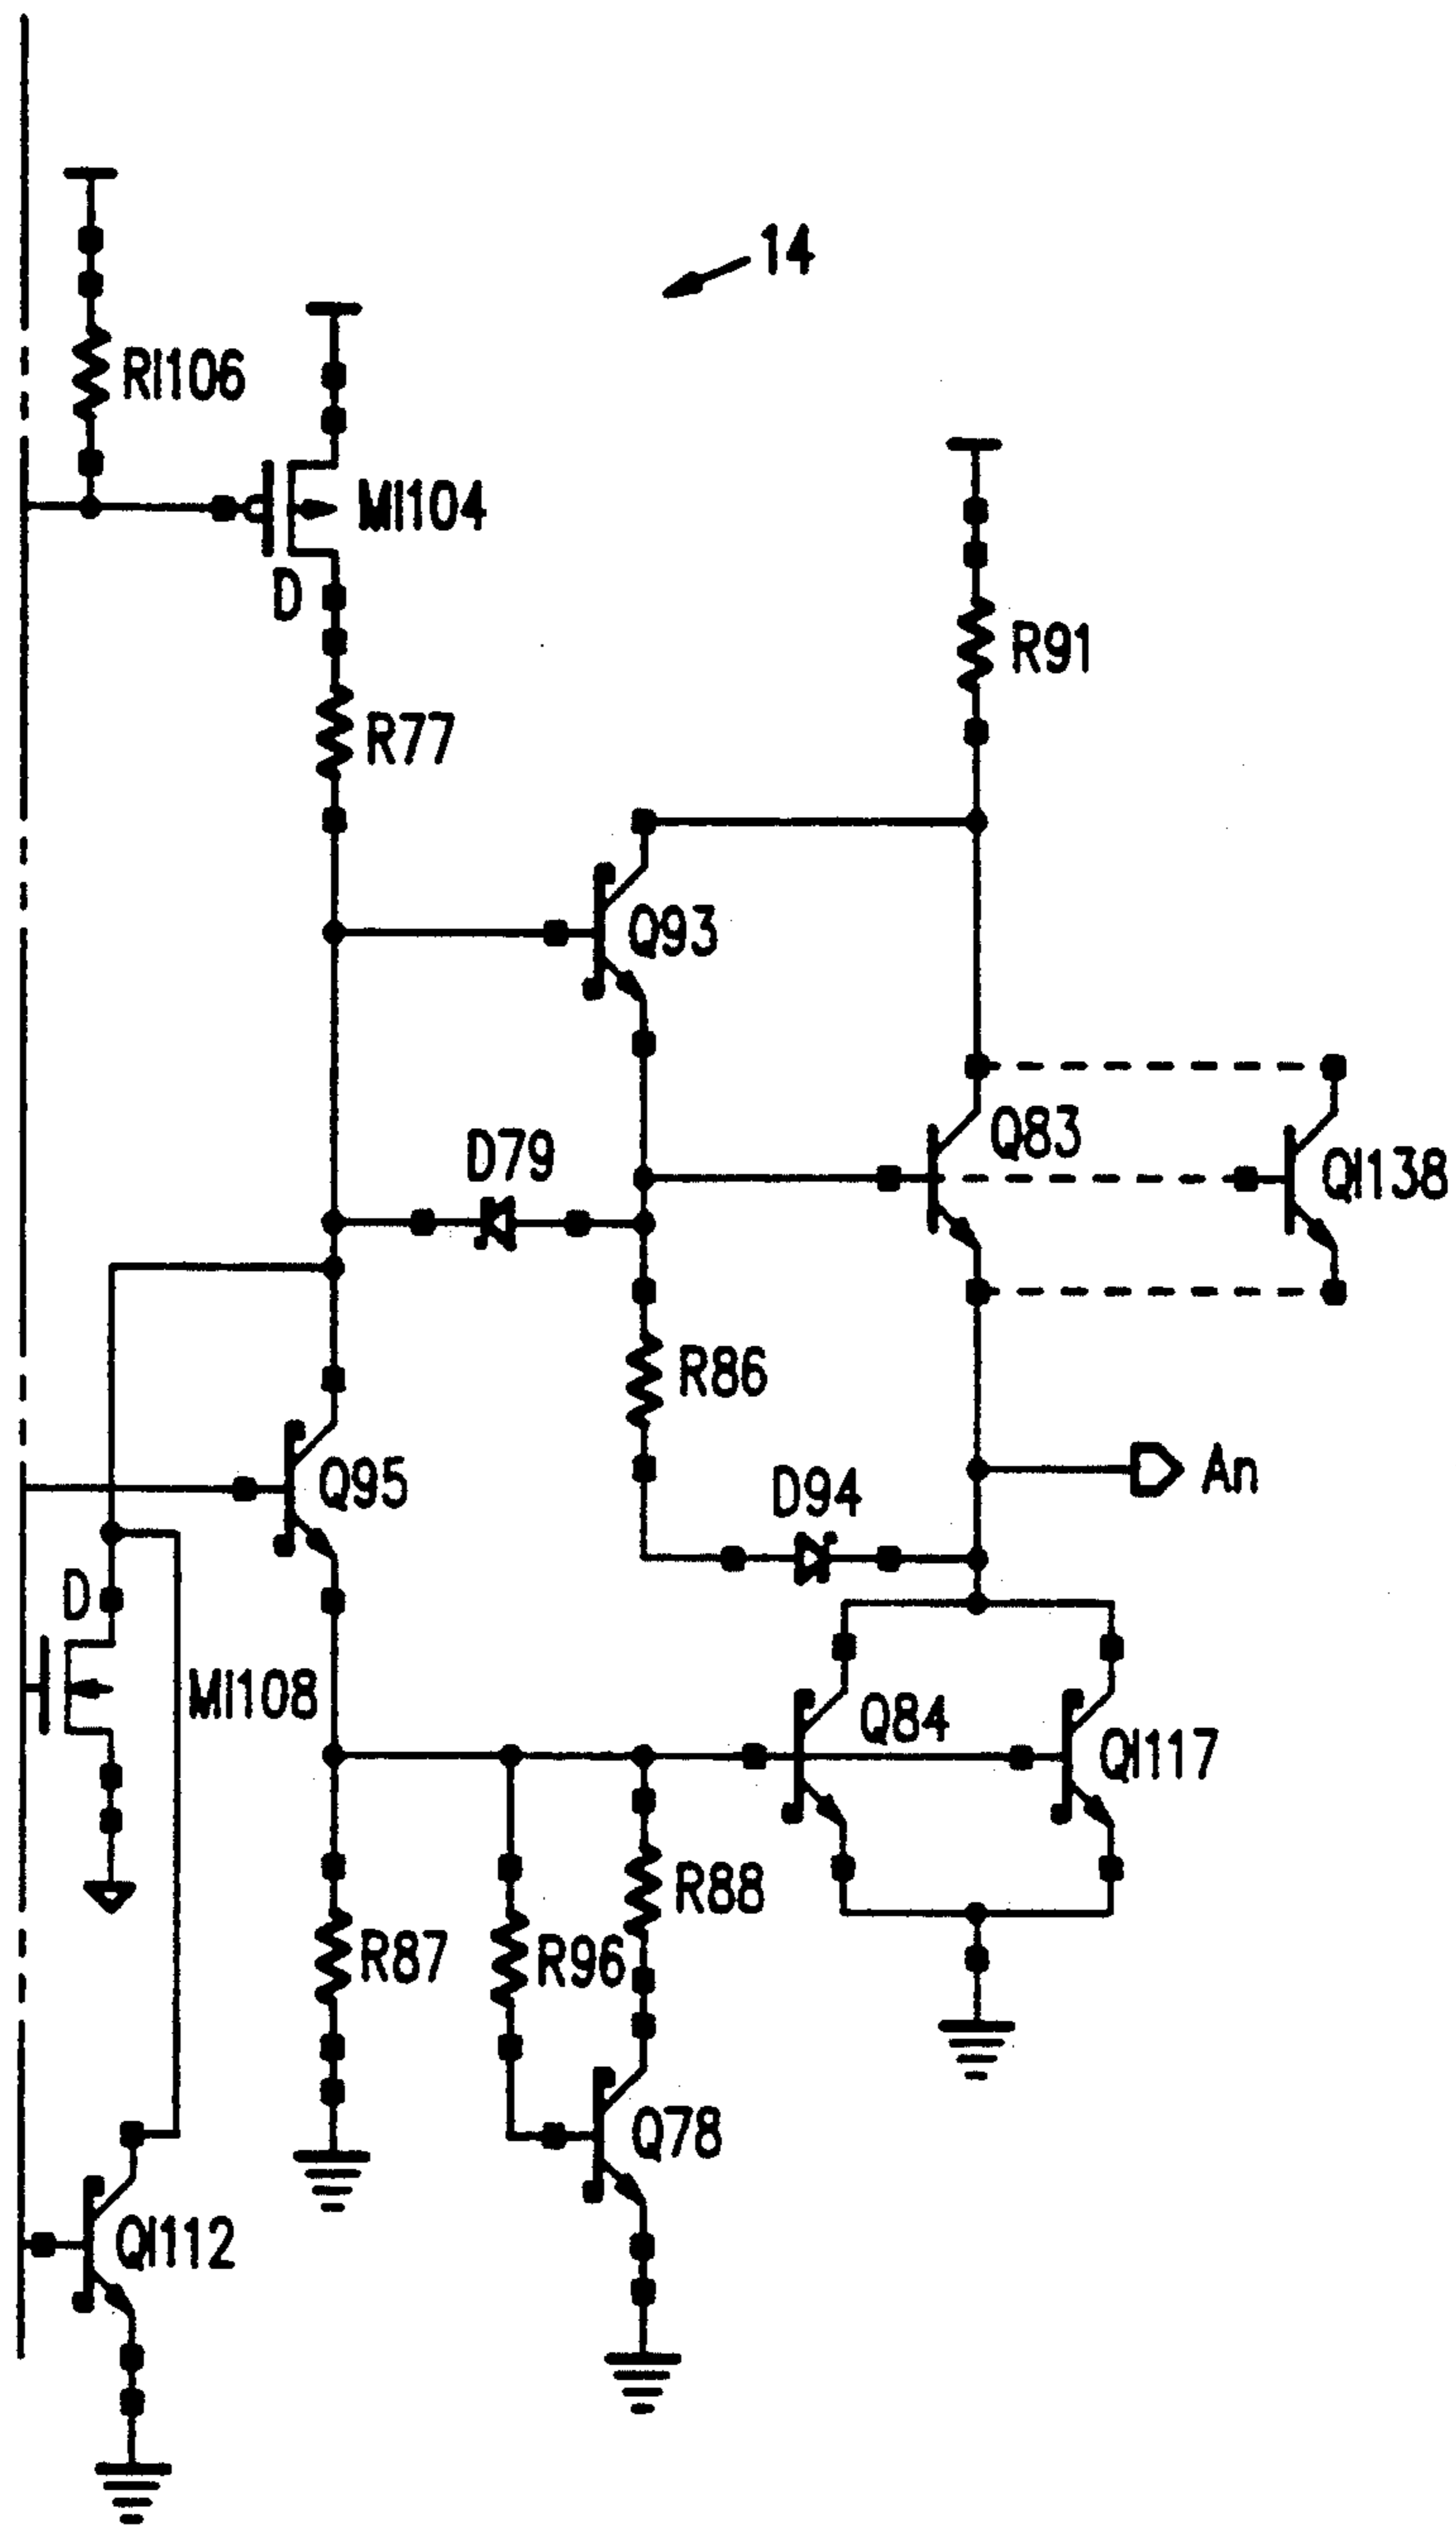 14
RI106
MI104
D
R91
R77
Q93
Q83
D79
QI138
R86
Q95
D94
An
D
MI108
Q84
QI117
R88
R87
R96
Q78
QI112